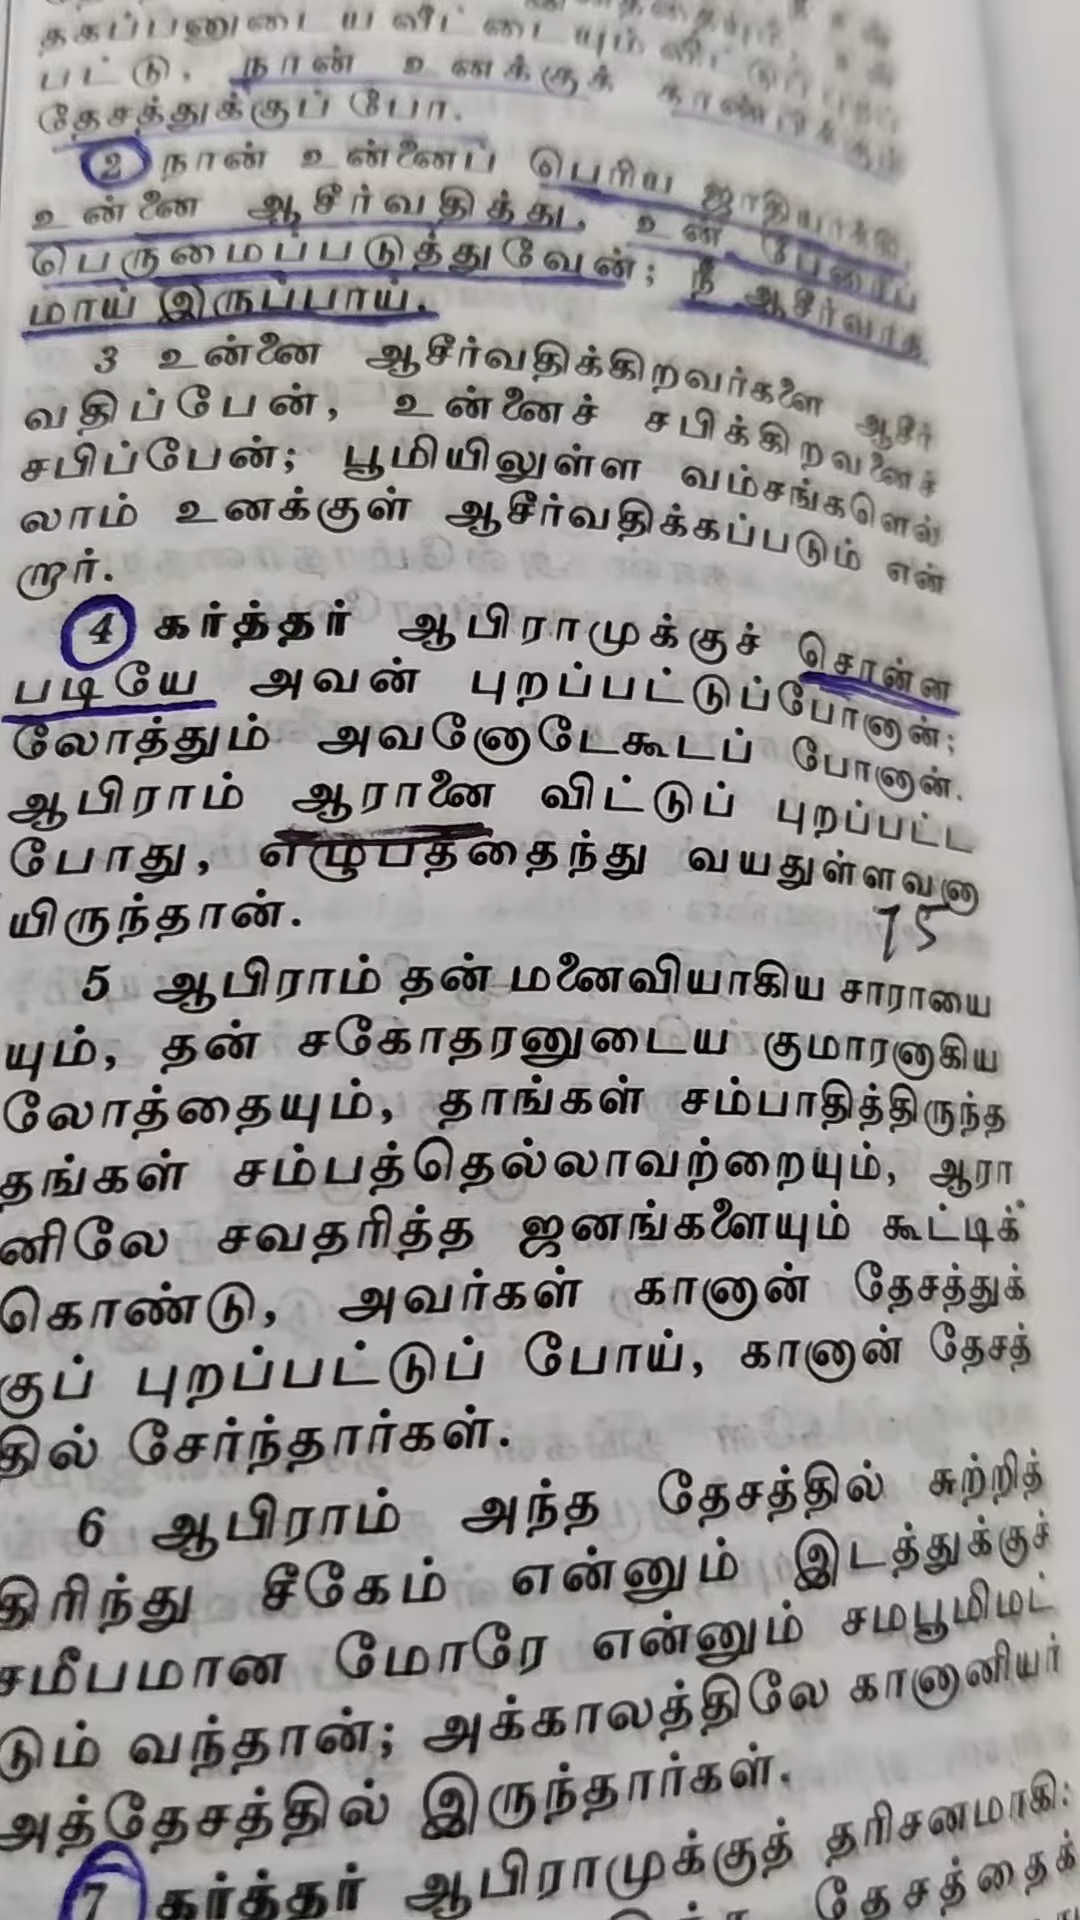 தகப்பனுடைய வீட்டையும் விட்டுப் புறப்
பட்டு, நான் உனக்குக் காண்பிக்கும்
தேசத்துக்குப் போ.
2 நான் உன்னைப் பெரிய ஜாதியாக்கி,
உன்னை ஆசீர்வதித்து, உன் பேரைப்
பெருமைப்படுத்துவேன்; நீ ஆசீர்வாத
மாய் இருப்பாய்.
3 உன்னை ஆசீர்வதிக்கிறவர்களை ஆசீர்
வதிப்பேன், உன்னைச் சபிக்கிறவனைச்
சபிப்பேன்; பூமியிலுள்ள வம்சங்களெல்
லாம் உனக்குள் ஆசீர்வதிக்கப்படும் என்
றார்.
4 கர்த்தர் ஆபிராமுக்குச் சொன்ன
படியே அவன் புறப்பட்டுப்போனான்;
லோத்தும் அவனோடேகூடப் போனான்.
ஆபிராம் ஆரானை விட்டுப் புறப்பட்ட
போது, எழுபத்தைந்து வயதுள்ளவனா
யிருந்தான்.
75
5 ஆபிராம் தன் மனைவியாகிய சாராயை
யும், தன் சகோதரனுடைய குமாரனாகிய
லோத்தையும், தாங்கள் சம்பாதித்திருந்த
தங்கள் சம்பத்தெல்லாவற்றையும், ஆரா
னிலே சவதரித்த ஜனங்களையும் கூட்டிக்
கொண்டு, அவர்கள் கானான் தேசத்துக்
குப் புறப்பட்டுப் போய், கானான் தேசத்
தில் சேர்ந்தார்கள்.
6 ஆபிராம் அந்த தேசத்தில் சுற்றித்
திரிந்து சீகேம் என்னும் இடத்துக்குச்
சமீபமான மோரே என்னும் சமபூமிமட்
டும் வந்தான்; அக்காலத்திலே கானானியர்
அத்தேசத்தில் இருந்தார்கள்.
7 கர்த்தர் ஆபிராமுக்குத் தரிசனமாகி:
தேசத்தைக்